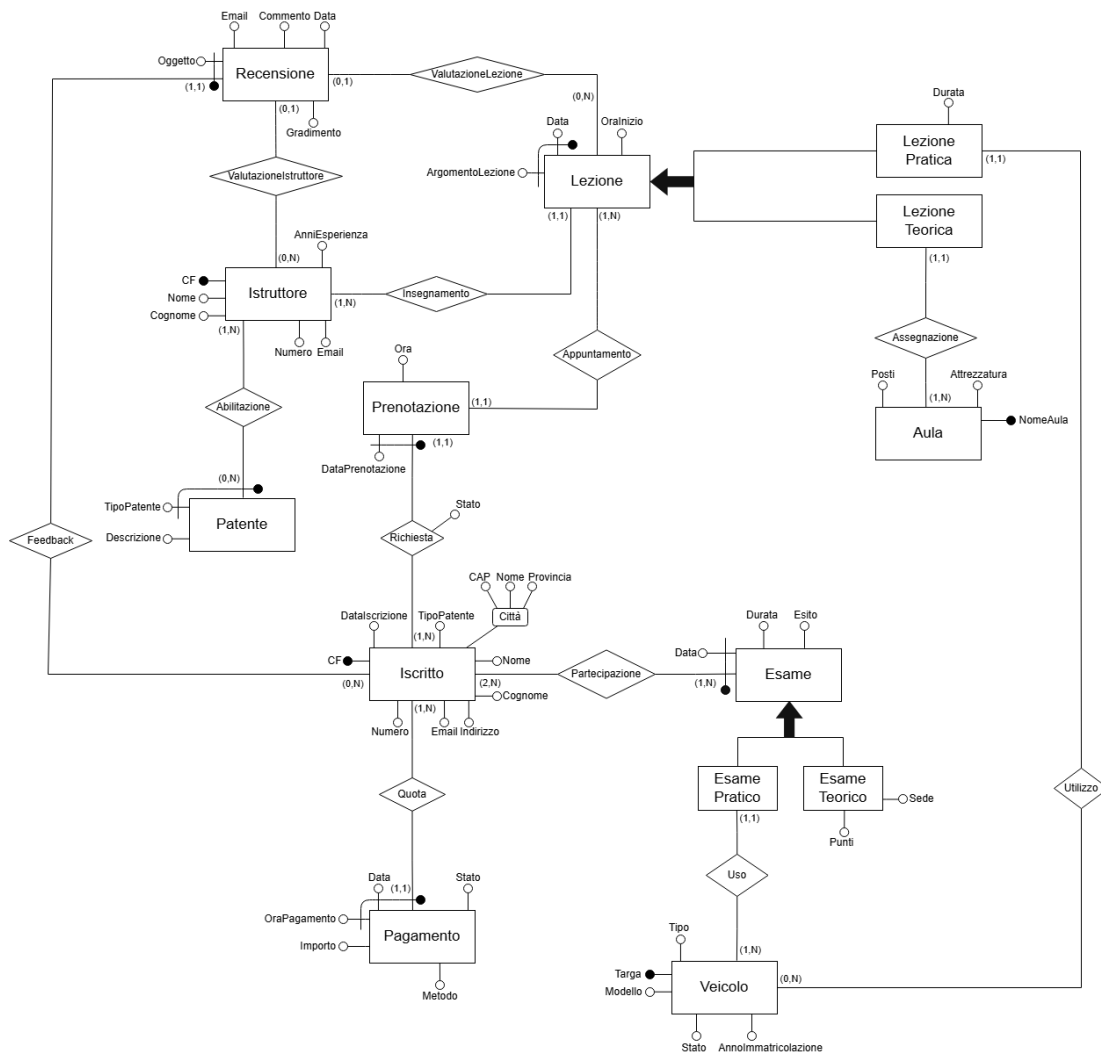 Email Commento Data
Oggetto
Recensione
(1,1)
(0,1)
(0,1)
Gradimento
ValutazioneLezione
(0,N)
Durata
Lezione
Pratica
(1,1)
Data
OraInizio
ArgomentoLezione
Lezione
(1,1)
(1,N)
ValutazioneIstruttore
Lezione
Teorica
(1,1)
AnniEsperienza
(0,N)
CF
Nome
Cognome
Istruttore
(1,N)
(1,N)
Numero Email
Insegnamento
Assegnazione
Appuntamento
Ora
Prenotazione
(1,1)
(1,1)
DataPrenotazione
Posti
Attrezzatura
(1,N)
Aula
NomeAula
Abilitazione
(0,N)
TipoPatente
Patente
Descrizione
Stato
Richiesta
Feedback
CAP Nome Provincia
Città
DataIscrizione
TipoPatente
(1,N)
CF
Iscritto
Nome
Cognome
(0,N)
(1,N)
(2,N)
Numero
Email Indirizzo
Partecipazione
Durata
Esito
Data
Esame
(1,N)
Esame
Pratico
(1,1)
Esame
Teorico
Sede
Punti
Utilizzo
Quota
Uso
Data
(1,1)
Stato
OraPagamento
Importo
Pagamento
Metodo
Tipo
(1,N)
Targa
Modello
Veicolo
(0,N)
Stato
AnnoImmatricolazione